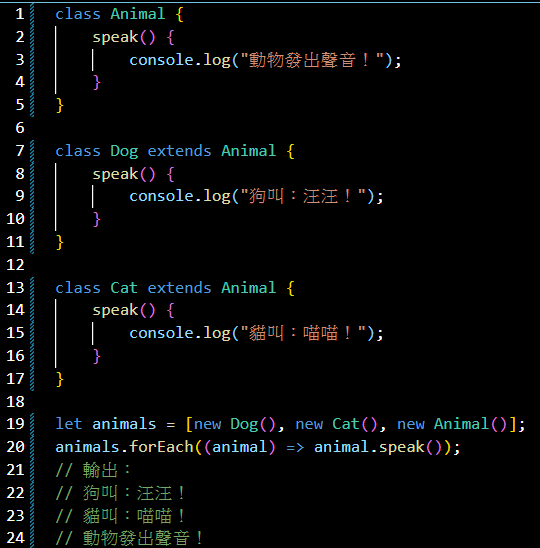 1 class Animal {
2 speak() {
3 console.log("動物發出聲音！");
4 }
5 }
6
7 class Dog extends Animal {
8 speak() {
9 console.log("狗叫：汪汪！");
10 }
11 }
12
13 class Cat extends Animal {
14 speak() {
15 console.log("貓叫：喵喵！");
16 }
17 }
18
19 let animals = [new Dog(), new Cat(), new Animal()];
20 animals.forEach((animal) => animal.speak());
21 // 輸出：
22 // 狗叫：汪汪！
23 // 貓叫：喵喵！
24 // 動物發出聲音！